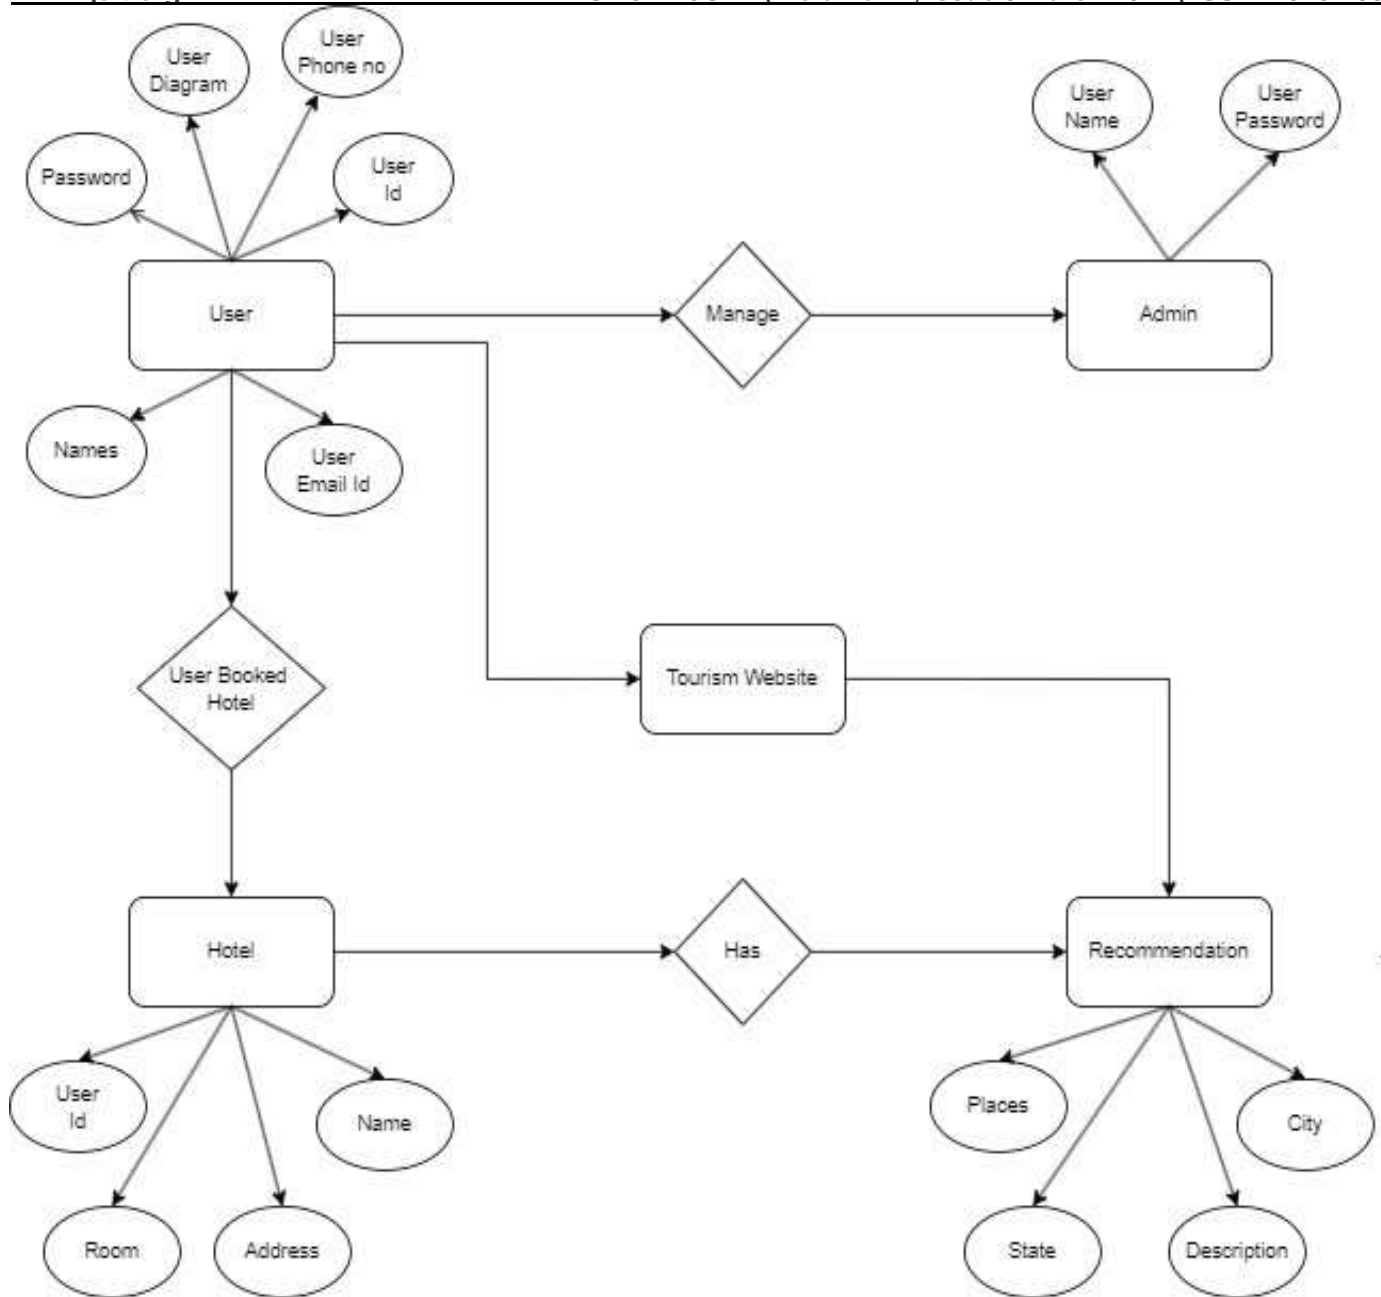 User
Diagram
User
Phone no
User
Name
User
Password
Password
User
Id
User
Manage
Admin
Names
User
Email Id
User Booked
Hotel
Tourism Website
Hotel
Has
Recommendation
User
Id
Name
Places
City
Room
Address
State
Description